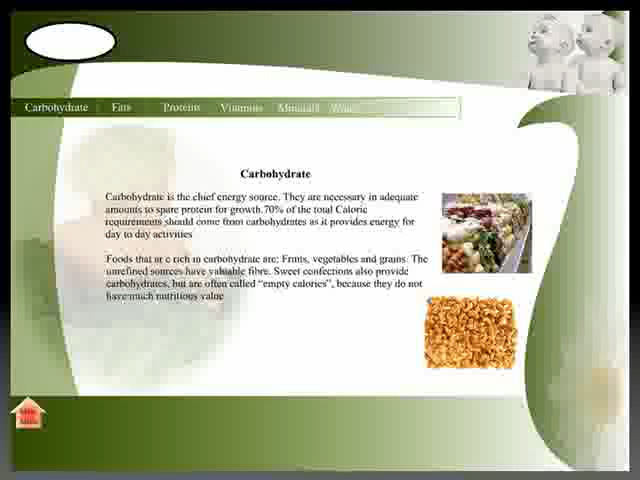 Carbohydrate Fats Proteins Vitamins Minerals
Carbohydrate
Carbohydrate is the chief energy source. They are necessary in adequate
amounts to spare protein for growth.70% of the total Caloric
requirements should come from carbohydrates as it provides energy for
day to day activities
Foods that ar e rich in carbohydrate are: Fruits, vegetables and grains. The
unrefined sources have valuable fibre. Sweet confections also provide
carbohydrates, but are often called “empty calories”, because they do not
have much nutritious value